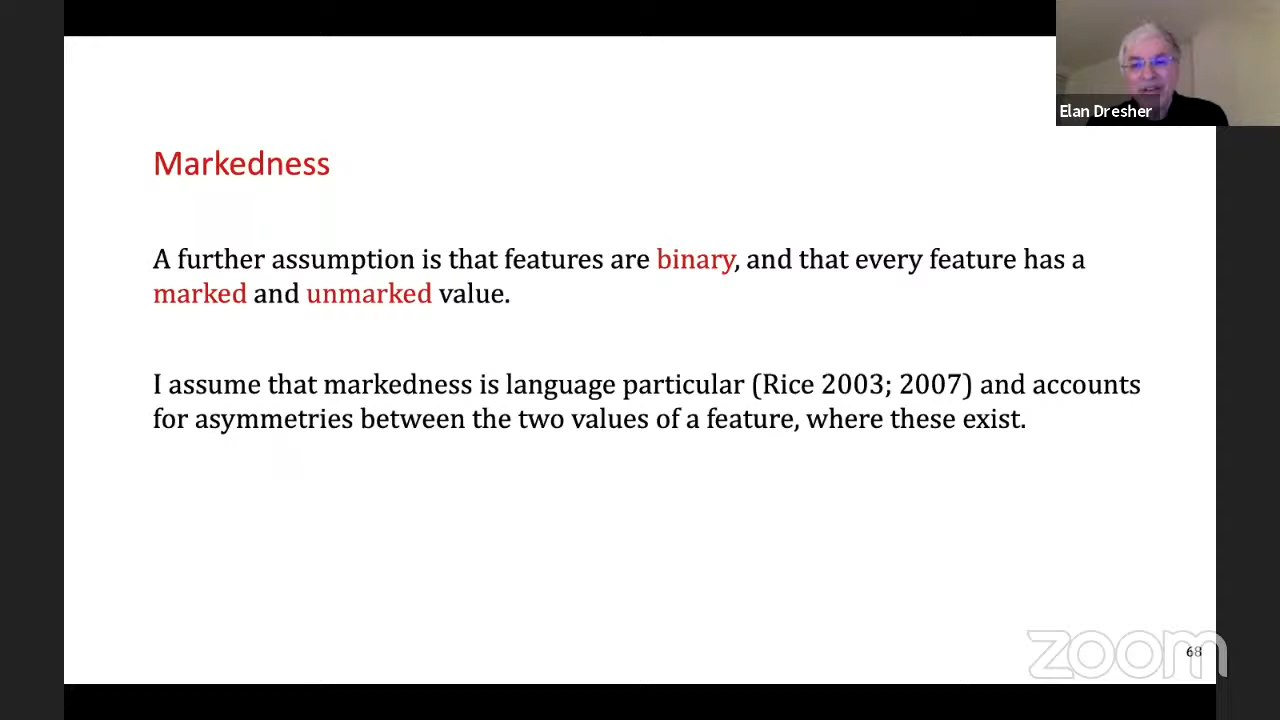 Elan Dresher
Markedness
A further assumption is that features are binary, and that every feature has a
marked and unmarked value.
I assume that markedness is language particular (Rice 2003; 2007) and accounts
for asymmetries between the two values of a feature, where these exist.
zoom
68